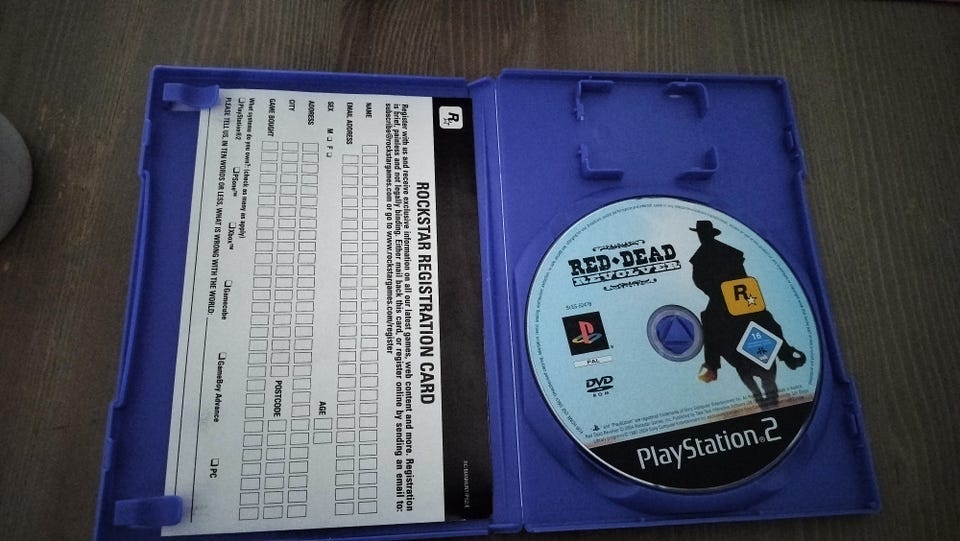 R
ROCKSTAR REGISTRATION CARD
Register with us and receive exclusive information on all our latest games, web content and more. Registration
is brief, painless and not legally binding. Either mail back this card, or register online by sending an email to:
subscribe@rockstargames.com or go to www.rockstargames.com/register
NAME
EMAIL ADDRESS
SEX M F AGE
ADDRESS
CITY POSTCODE
GAME BOUGHT
What systems do you own?: (check as many as apply)
PlayStation®2 PSone™ Xbox™ Gamecube GameBoy Advance PC
PLEASE TELL US, IN TEN WORDS OR LESS, WHAT IS WRONG WITH THE WORLD:
RED DEAD
REVOLVER
R
16
PAL
DVD
ROM
PlayStation®2